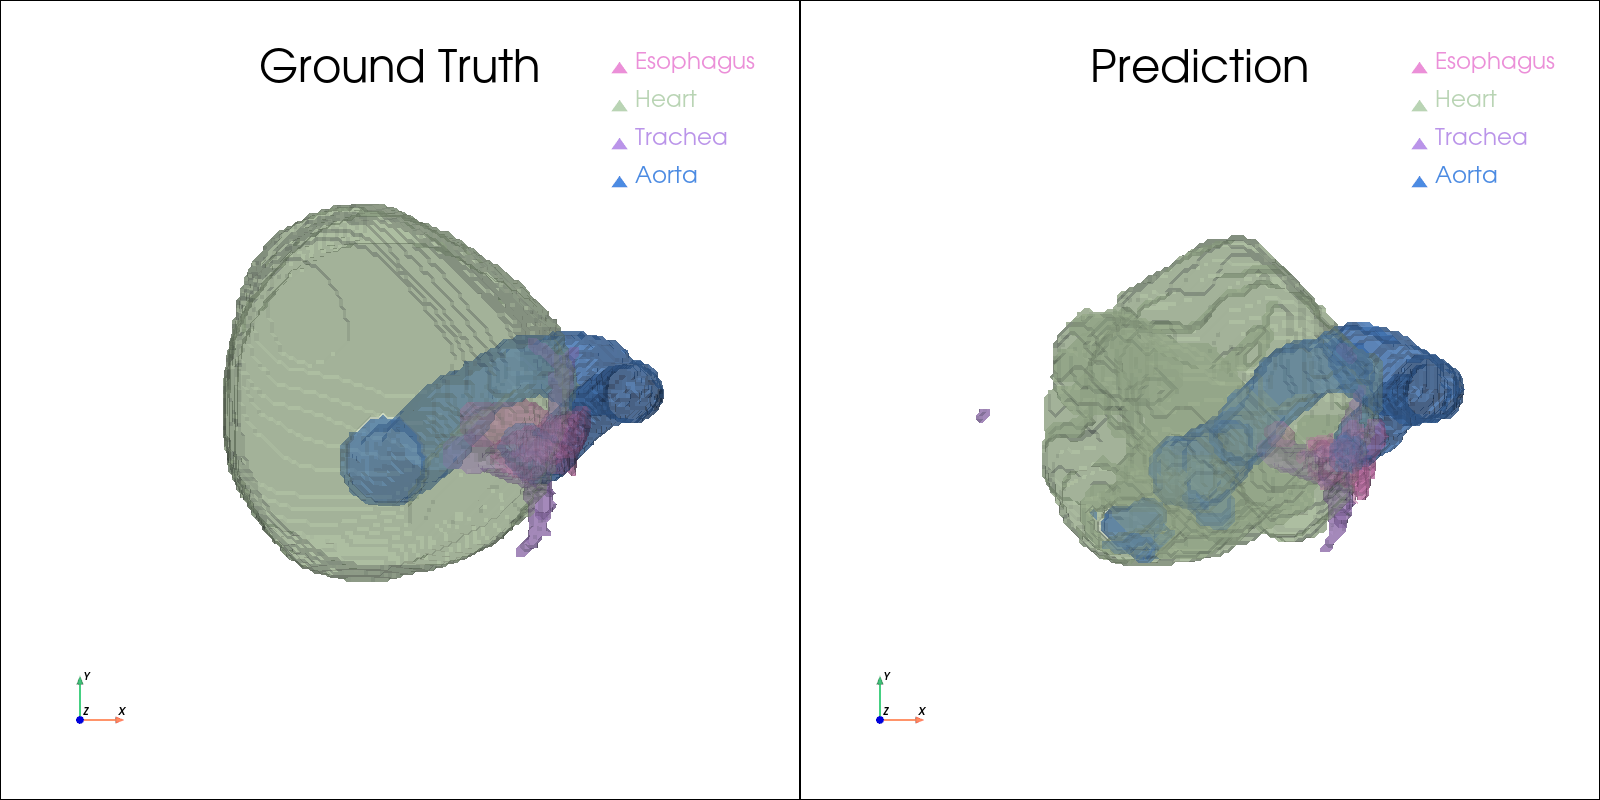 Ground Truth
Esophagus
Heart
Trachea
Aorta
Y
Z X
Prediction
Esophagus
Heart
Trachea
Aorta
Y
Z X